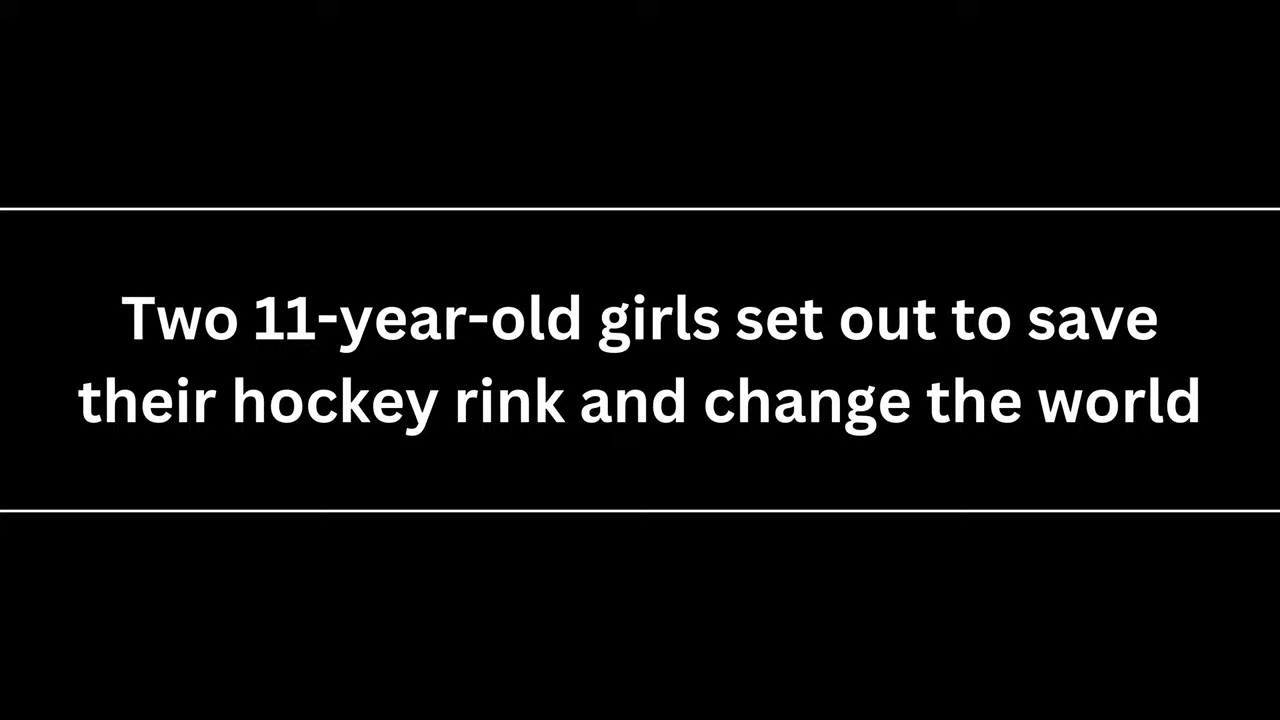 Two 11-year-old girls set out to save
their hockey rink and change the world